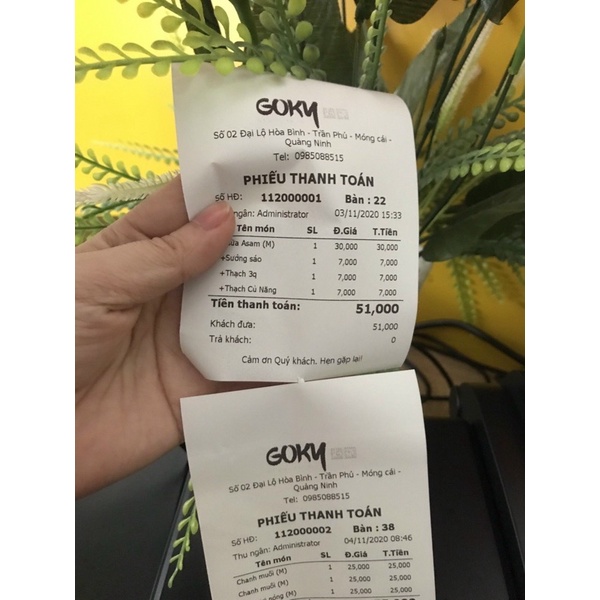 GOKY
Số 02 Đại Lộ Hòa Bình - Trần Phú - Móng cái -
Quảng Ninh
Tel: 0985088515
PHIẾU THANH TOÁN
Số HĐ: 112000001 Bàn : 22
ngân: Administrator 03/11/2020 15:33
Tên món SL Đ.Giá T.Tiền
Asam (M) 1 30,000 30,000
+Sương sáo 1 7,000 7,000
+Thạch 3q 1 7,000 7,000
+Thạch Củ Năng 1 7,000 7,000
Tiền thanh toán: 51,000
Khách đưa: 51,000
Trả khách: 0
Cảm ơn Quý khách. Hẹn gặp lại!
GOKY
Số 02 Đại Lộ Hòa Bình - Trần Phú - Móng cái -
Quảng Ninh
Tel: 0985088515
PHIẾU THANH TOÁN
Số HĐ: 112000002 Bàn : 38
Thu ngân: Administrator 04/11/2020 08:46
Tên món SL Đ.Giá T.Tiền
Chanh muối (M) 1 25,000 25,000
Chanh muối (M) 1 25,000 25,000
nóng (M) 1 25,000 25,000